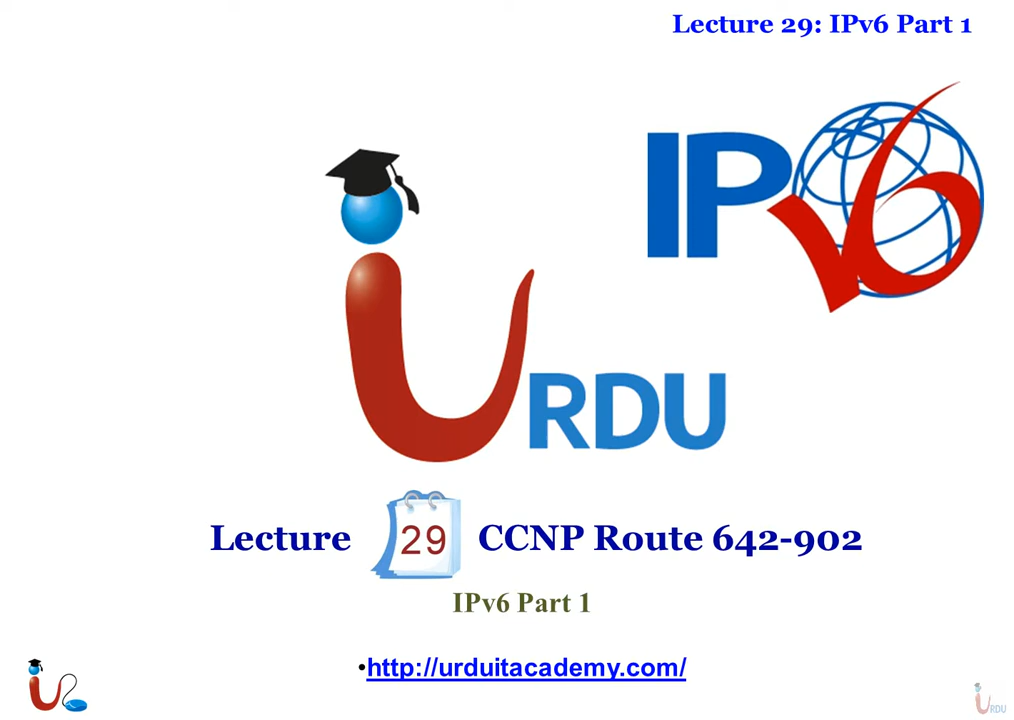 Lecture 29: IPv6 Part 1
IPv6
URDU
Lecture 29 CCNP Route 642-902
IPv6 Part 1
•http://urduitacademy.com/
URDU